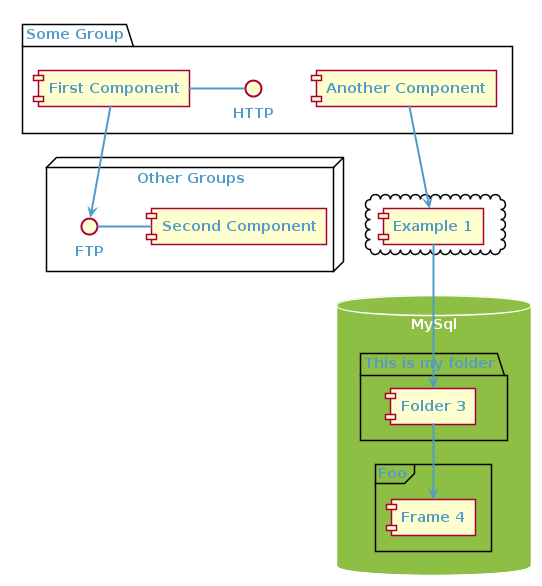 Some Group
First Component
HTTP
Another Component
Other Groups
FTP
Second Component
Example 1
MySql
This is my folder
Folder 3
Foo
Frame 4